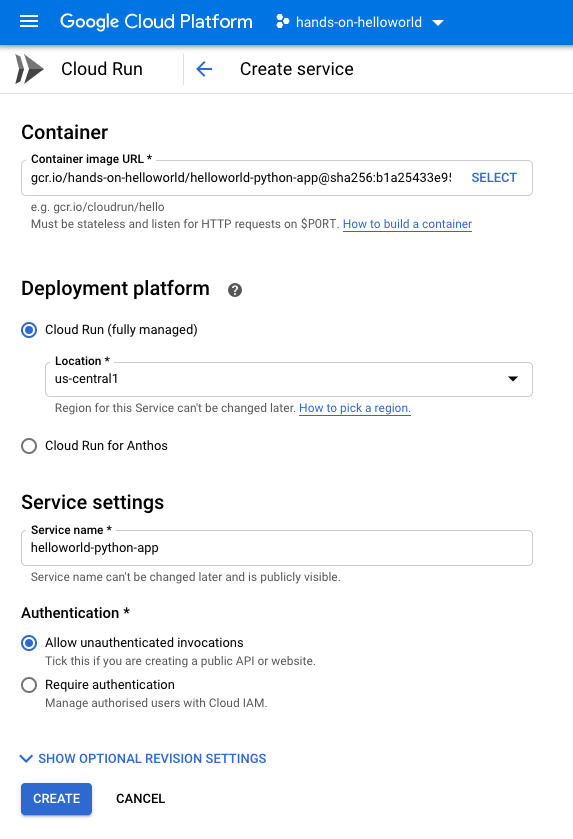 Google Cloud Platform
hands-on-helloworld
Cloud Run
Create service
Container
Container image URL *
gcr.io/hands-on-helloworld/helloworld-python-app@sha256:b1a25433e9
SELECT
e.g. gcr.io/cloudrun/hello
Must be stateless and listen for HTTP requests on $PORT. How to build a container
Deployment platform ?
Cloud Run (fully managed)
Location *
us-central1
Region for this Service can't be changed later. How to pick a region.
Cloud Run for Anthos
Service settings
Service name *
helloworld-python-app
Service name can't be changed later and is publicly visible.
Authentication *
Allow unauthenticated invocations
Tick this if you are creating a public API or website.
Require authentication
Manage authorised users with Cloud IAM.
SHOW OPTIONAL REVISION SETTINGS
CREATE
CANCEL